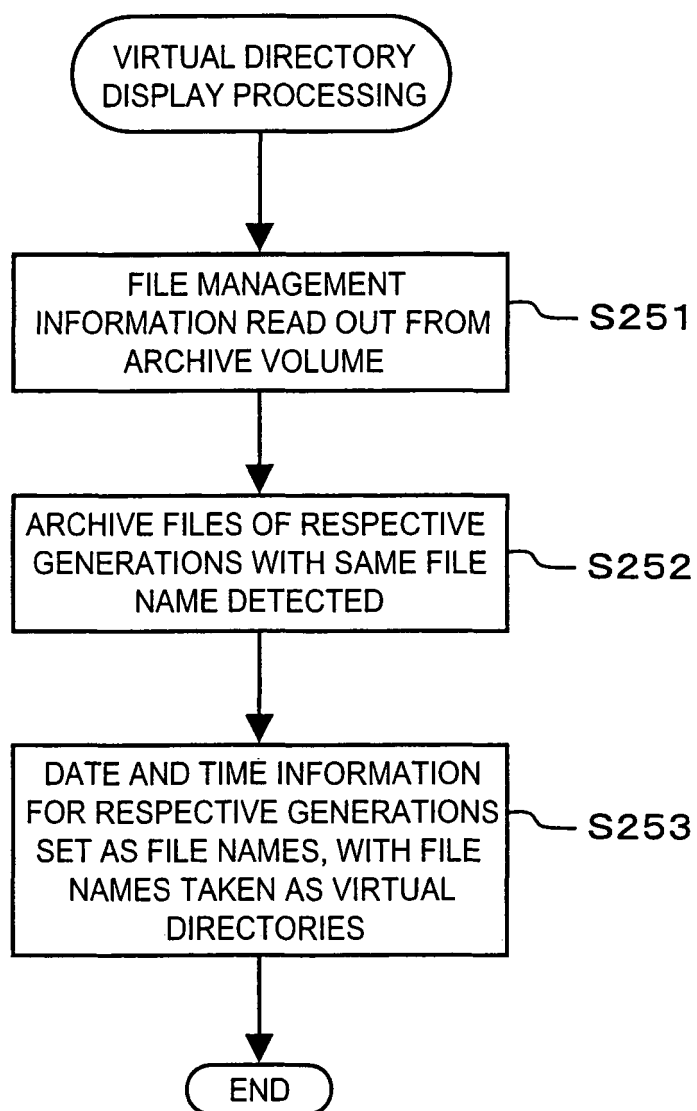 VIRTUAL DIRECTORY
DISPLAY PROCESSING
FILE MANAGEMENT
INFORMATION READ OUT FROM
ARCHIVE VOLUME
S251
ARCHIVE FILES OF RESPECTIVE
GENERATIONS WITH SAME FILE
NAME DETECTED
S252
DATE AND TIME INFORMATION
FOR RESPECTIVE GENERATIONS
SET AS FILE NAMES, WITH FILE
NAMES TAKEN AS VIRTUAL
DIRECTORIES
S253
END